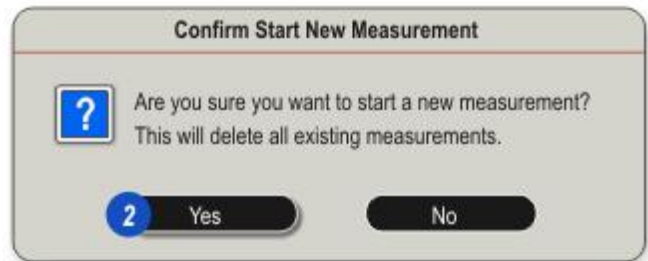 Confirm Start New Measurement
?
Are you sure you want to start a new measurement?
This will delete all existing measurements.
2 Yes No